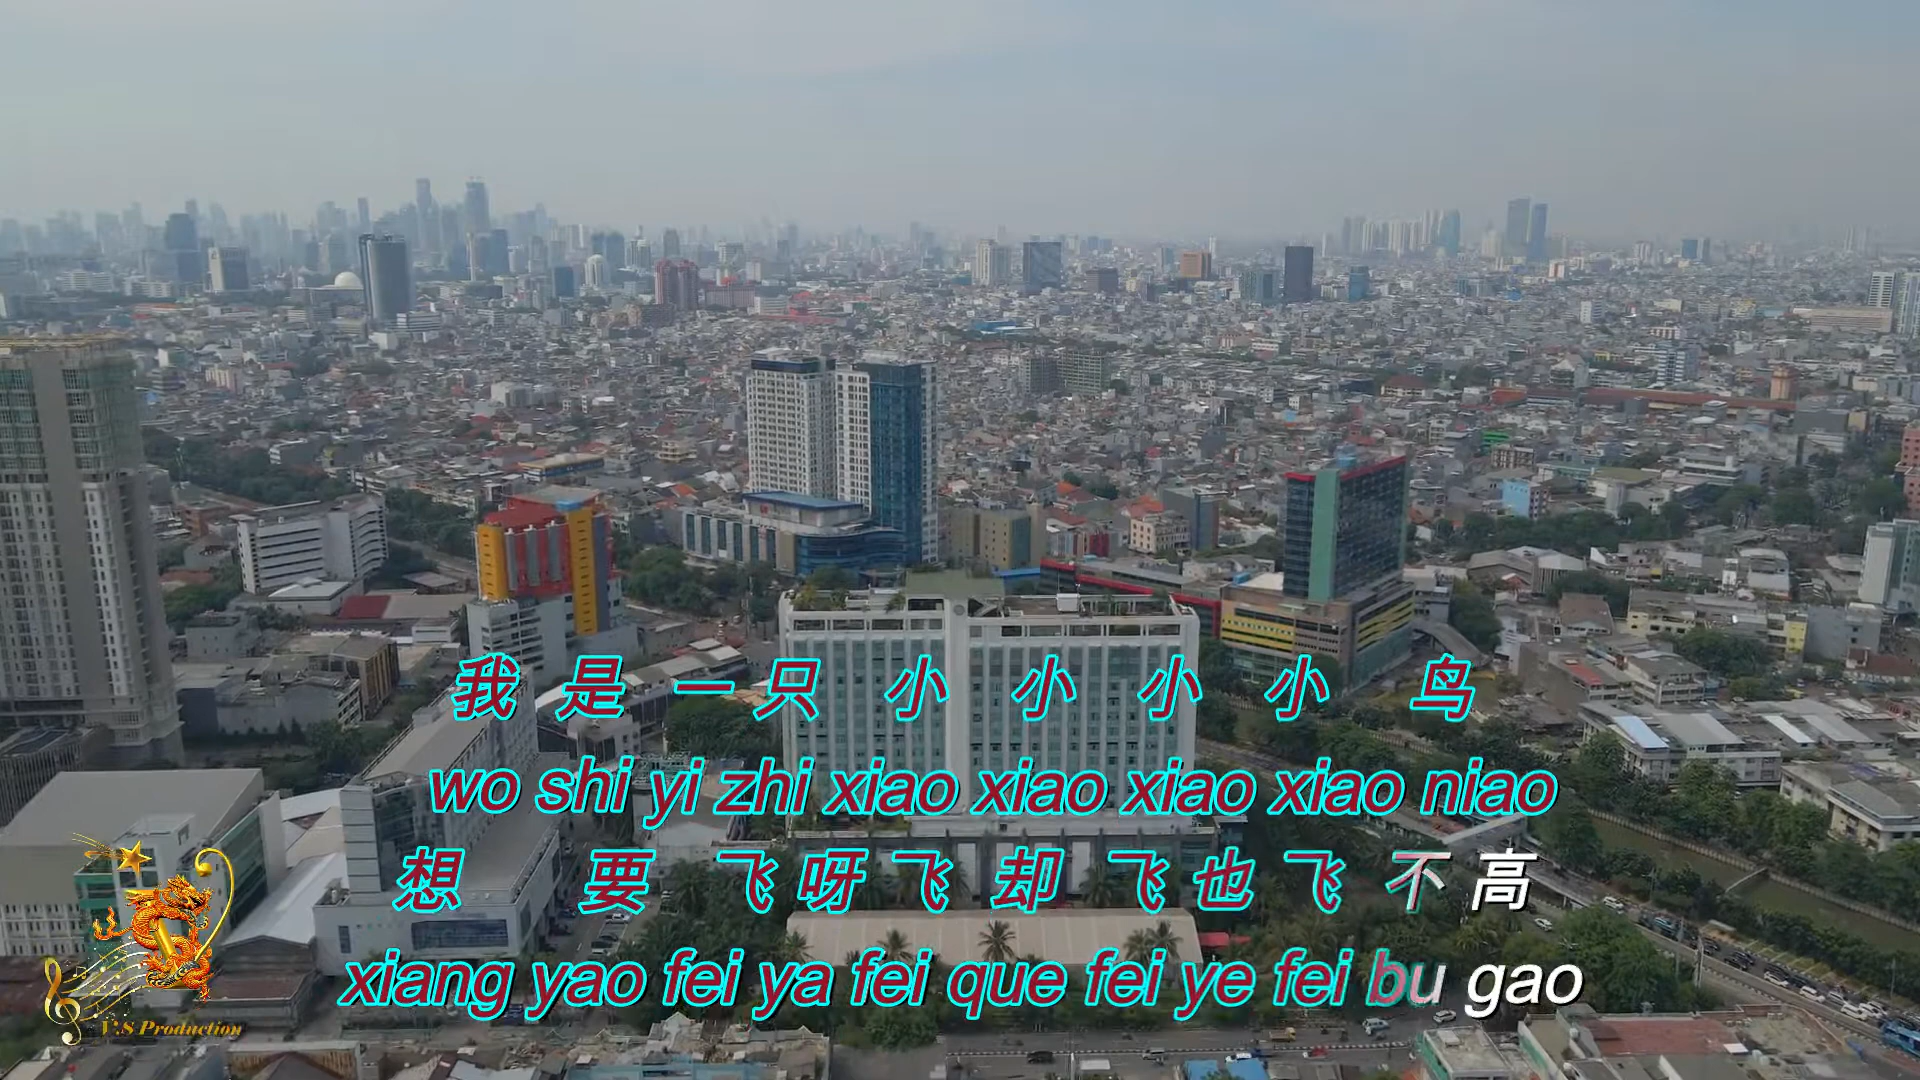 我 是 一 只 小 小 小 小 鸟
wo shi yi zhi xiao xiao xiao xiao niao
想 要 飞 呀 飞 却 飞 也 飞 不 高
xiang yao fei ya fei que fei ye fei bu gao
V.S Production